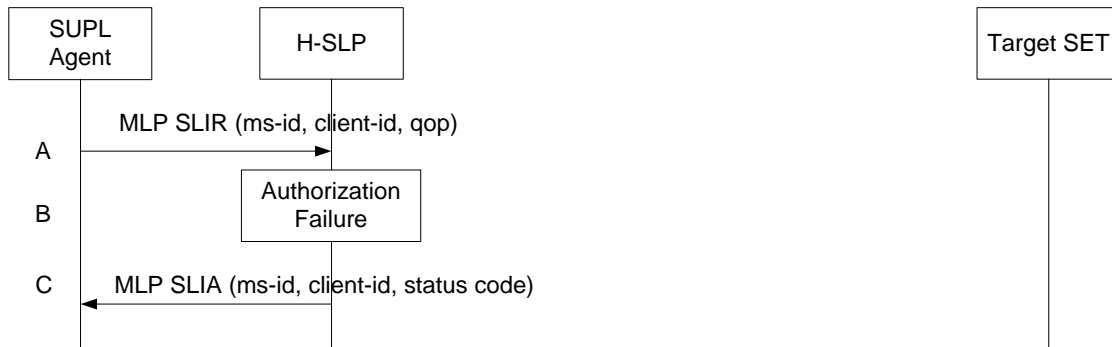 SUPL
Agent
H-SLP
Target SET
MLP SLIR (ms-id, client-id, qop)
A
Authorization
Failure
B
C
MLP SLIA (ms-id, client-id, status code)